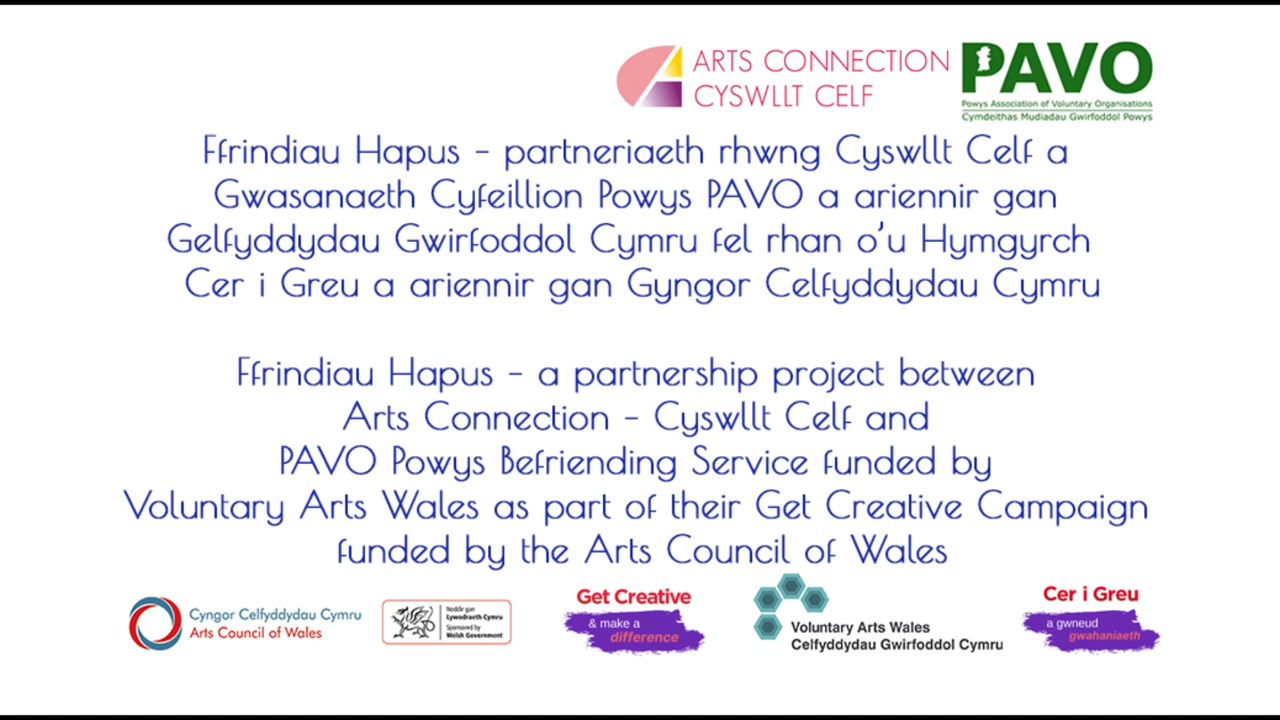 ARTS CONNECTION
CYSWLLT CELF
PAVO
Powys Association of Voluntary Organisations
Cymdeithas Mudiadau Gwirfoddol Powys
Ffrindiau Hapus – partneriaeth rhwng Cyswllt Celf a
Gwasanaeth Cyfeillion Powys PAVO a ariennir gan
Gelfyddydau Gwirfoddol Cymru fel rhan o'u Hymgyrch
Cer i Greu a ariennir gan Gyngor Celfyddydau Cymru
Ffrindiau Hapus – a partnership project between
Arts Connection – Cyswllt Celf and
PAVO Powys Befriending Service funded by
Voluntary Arts Wales as part of their Get Creative Campaign
funded by the Arts Council of Wales
Cyngor Celfyddydau Cymru
Arts Council of Wales
Noddir gan
Lywodraeth Cymru
Sponsored by
Welsh Government
Get Creative
& make a
difference
Voluntary Arts Wales
Celfyddydau Gwirfoddol Cymru
Cer i Greu
a gwneud
gwahaniaeth